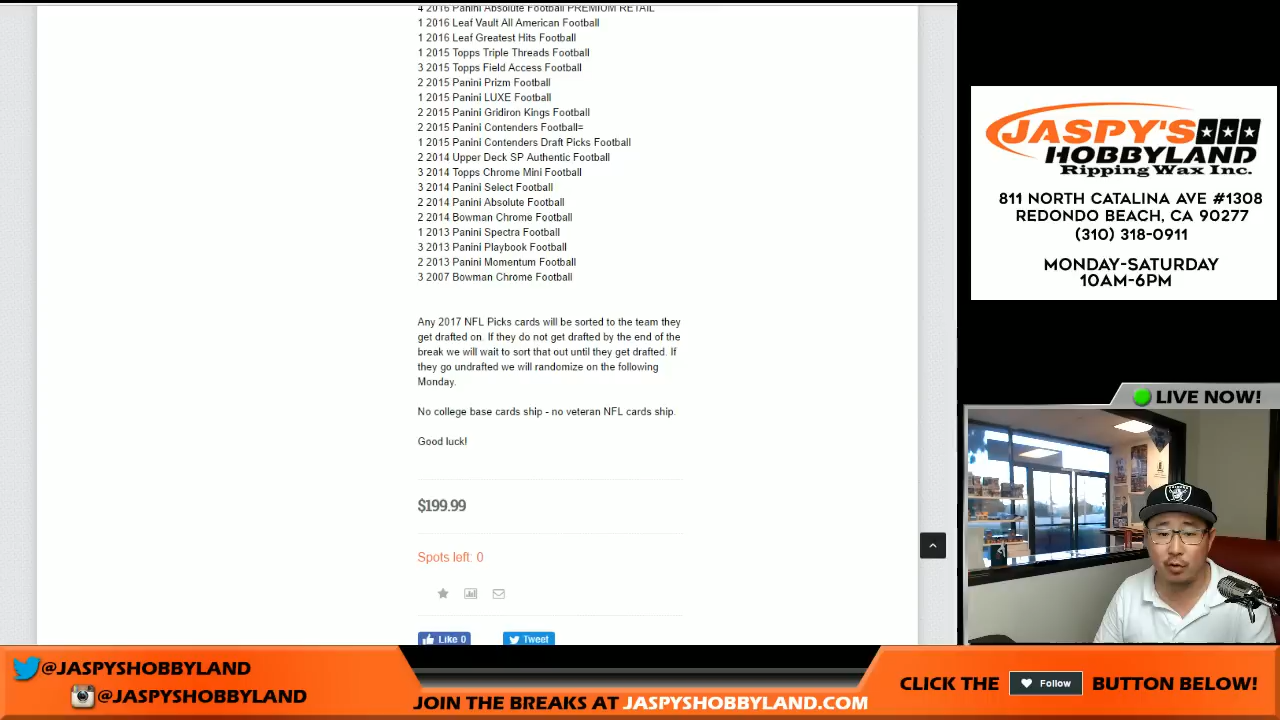 4 2016 Panini Absolute Football PREMIUM RETAIL
1 2016 Leaf Vault All American Football
1 2016 Leaf Greatest Hits Football
1 2015 Topps Triple Threads Football
3 2015 Topps Field Access Football
2 2015 Panini Prizm Football
1 2015 Panini LUXE Football
2 2015 Panini Gridiron Kings Football
2 2015 Panini Contenders Football=
1 2015 Panini Contenders Draft Picks Football
2 2014 Upper Deck SP Authentic Football
3 2014 Topps Chrome Mini Football
3 2014 Panini Select Football
2 2014 Panini Absolute Football
2 2014 Bowman Chrome Football
1 2013 Panini Spectra Football
3 2013 Panini Playbook Football
2 2013 Panini Momentum Football
3 2007 Bowman Chrome Football
Any 2017 NFL Picks cards will be sorted to the team they
get drafted on. If they do not get drafted by the end of the
break we will wait to sort that out until they get drafted. If
they go undrafted we will randomize on the following
Monday.
No college base cards ship - no veteran NFL cards ship.
Good luck!
$199.99
Spots left: 0
Like 0
Tweet
JASPY'S
HOBBYLAND
Ripping Wax Inc.
811 NORTH CATALINA AVE #1308
REDONDO BEACH, CA 90277
(310) 318-0911
MONDAY-SATURDAY
10AM-6PM
LIVE NOW!
@JASPYSHOBBYLAND
@JASPYSHOBBYLAND
JOIN THE BREAKS AT JASPYSHOBBYLAND.COM
CLICK THE
Follow
BUTTON BELOW!